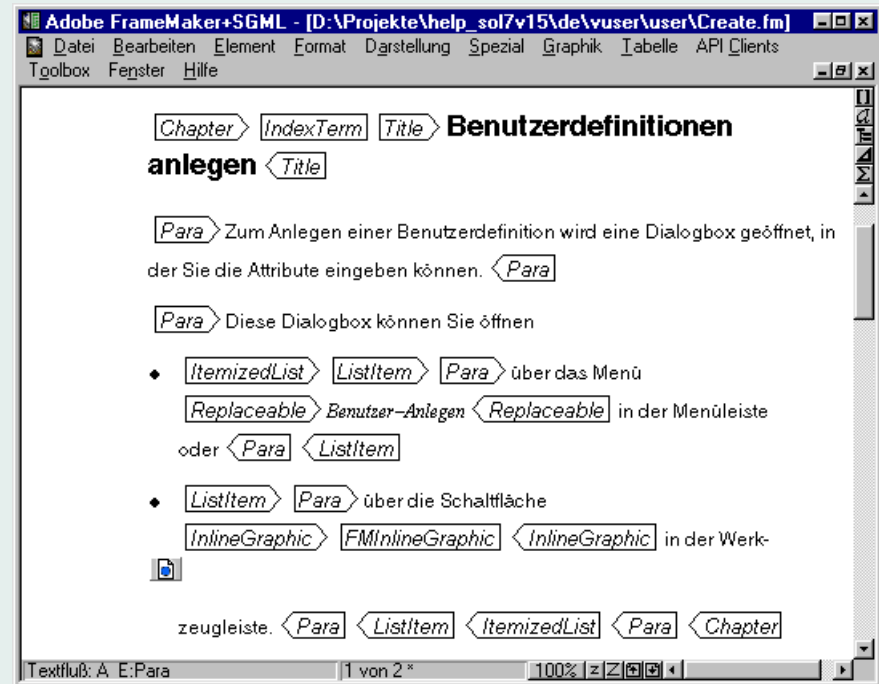 Adobe FrameMaker+SGML - [D:\Projekte\help_sol7v15\de\vuser\user\Create.fm]
Datei Bearbeiten Element Format Darstellung Spezial Graphik Tabelle API Clients
Toolbox Fenster Hilfe
Chapter IndexTerm Title Benutzerdefinitionen
anlegen Title
Para Zum Anlegen einer Benutzerdefinition wird eine Dialogbox geöffnet, in
der Sie die Attribute eingeben können. Para
Para Diese Dialogbox können Sie öffnen
◆ ItemizedList ListItem Para über das Menü
Replaceable Benutzer–Anlegen Replaceable in der Menüleiste
oder Para ListItem
◆ ListItem Para über die Schaltfläche
InlineGraphic FMInlineGraphic InlineGraphic in der Werk-
zeugleiste. Para ListItem ItemizedList Para Chapter
Textfluß: A E:Para 1 von 2 * 100% z Z